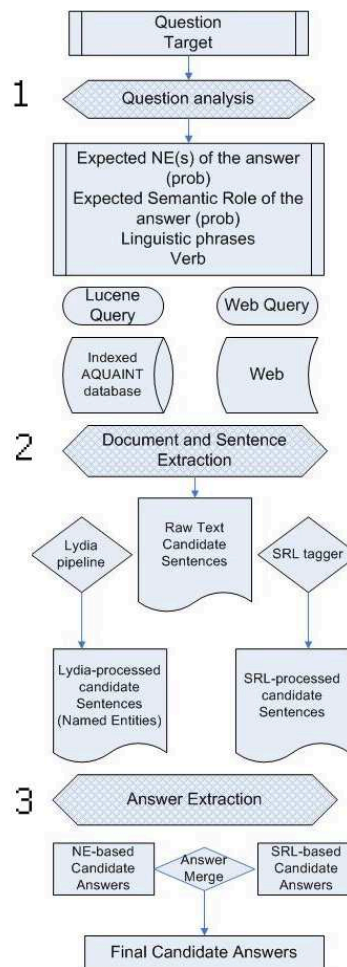 Question
Target
1
Question analysis
Expected NE(s) of the answer
(prob)
Expected Semantic Role of the
answer (prob)
Linguistic phrases
Verb
Lucene
Query
Web Query
Indexed
AQUAINT
database
Web
2
Document and Sentence
Extraction
Raw Text
Candidate
Sentences
Lydia
pipeline
SRL tagger
Lydia-processed
candidate
Sentences
(Named Entities)
SRL-processed
candidate
Sentences
3
Answer Extraction
NE-based
Candidate
Answers
Answer
Merge
SRL-based
Candidate
Answers
Final Candidate Answers